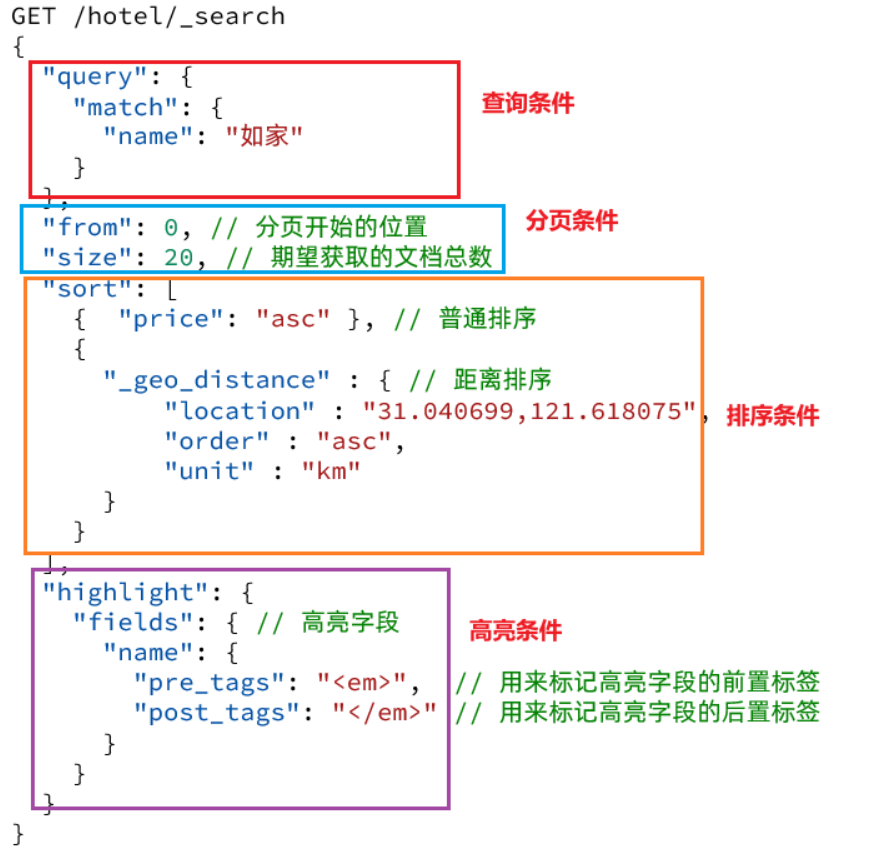 GET /hotel/_search
{
  "query": {
    "match": {
      "name": "如家"
    }
  },
查询条件
  "from": 0, // 分页开始的位置
  "size": 20, // 期望获取的文档总数
分页条件
  "sort": [
    {  "price": "asc" }, // 普通排序
    {
      "_geo_distance" : { // 距离排序
          "location" : "31.040699,121.618075",
          "order" : "asc",
          "unit" : "km"
      }
    }
  ],
排序条件
  "highlight": {
    "fields": { // 高亮字段
      "name": {
        "pre_tags": "<em>",  // 用来标记高亮字段的前置标签
        "post_tags": "</em>" // 用来标记高亮字段的后置标签
      }
    }
  }
高亮条件
}